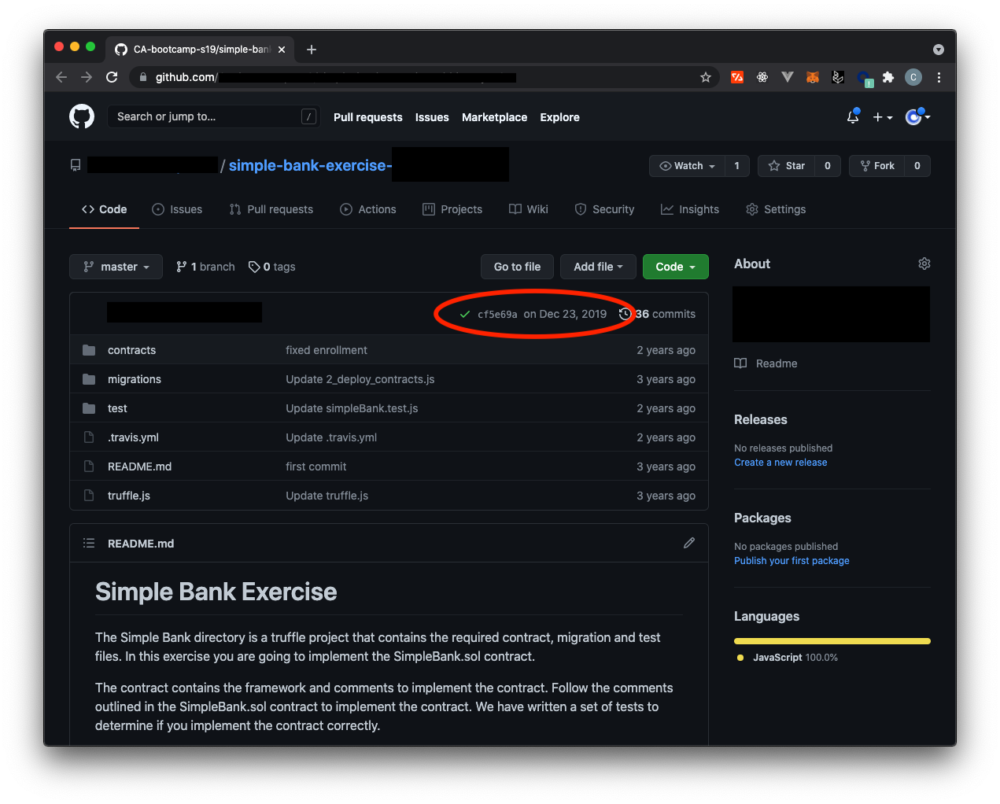 CA-bootcamp-s19/simple-ban
github.com/
C
Search or jump to... /
Pull requests Issues Marketplace Explore
/ simple-bank-exercise-
Watch 1 Star 0 Fork 0
Code Issues Pull requests Actions Projects Wiki Security Insights Settings
master 1 branch 0 tags Go to file Add file Code
cf5e69a on Dec 23, 2019 36 commits
contracts fixed enrollment 2 years ago
migrations Update 2_deploy_contracts.js 3 years ago
test Update simpleBank.test.js 2 years ago
.travis.yml Update .travis.yml 2 years ago
README.md first commit 3 years ago
truffle.js Update truffle.js 3 years ago
README.md
Simple Bank Exercise
The Simple Bank directory is a truffle project that contains the required contract, migration and test
files. In this exercise you are going to implement the SimpleBank.sol contract.
The contract contains the framework and comments to implement the contract. Follow the comments
outlined in the SimpleBank.sol contract to implement the contract. We have written a set of tests to
determine if you implement the contract correctly.
About
Readme
Releases
No releases published
Create a new release
Packages
No packages published
Publish your first package
Languages
JavaScript 100.0%